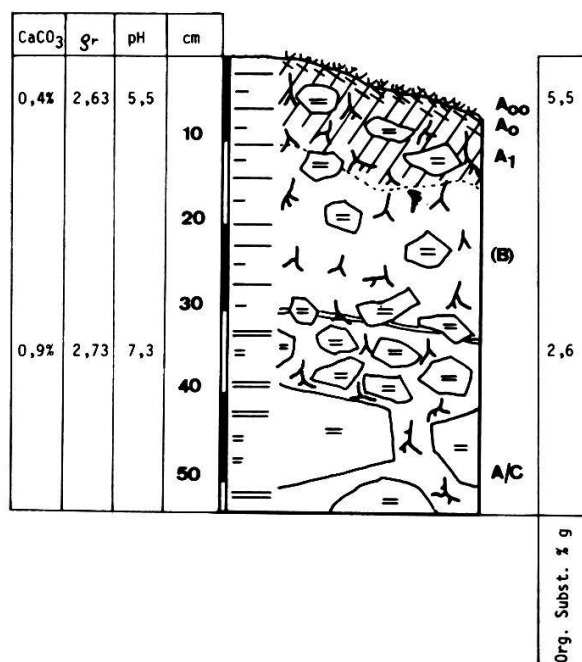 CaCO₃ ϱr pH cm
0,4% 2,63 5,5 5,5
A₀₀
A₀
10
A₁
20
(B)
30
0,9% 2,73 7,3 2,6
40
50 A/C
Org. Subst. % g